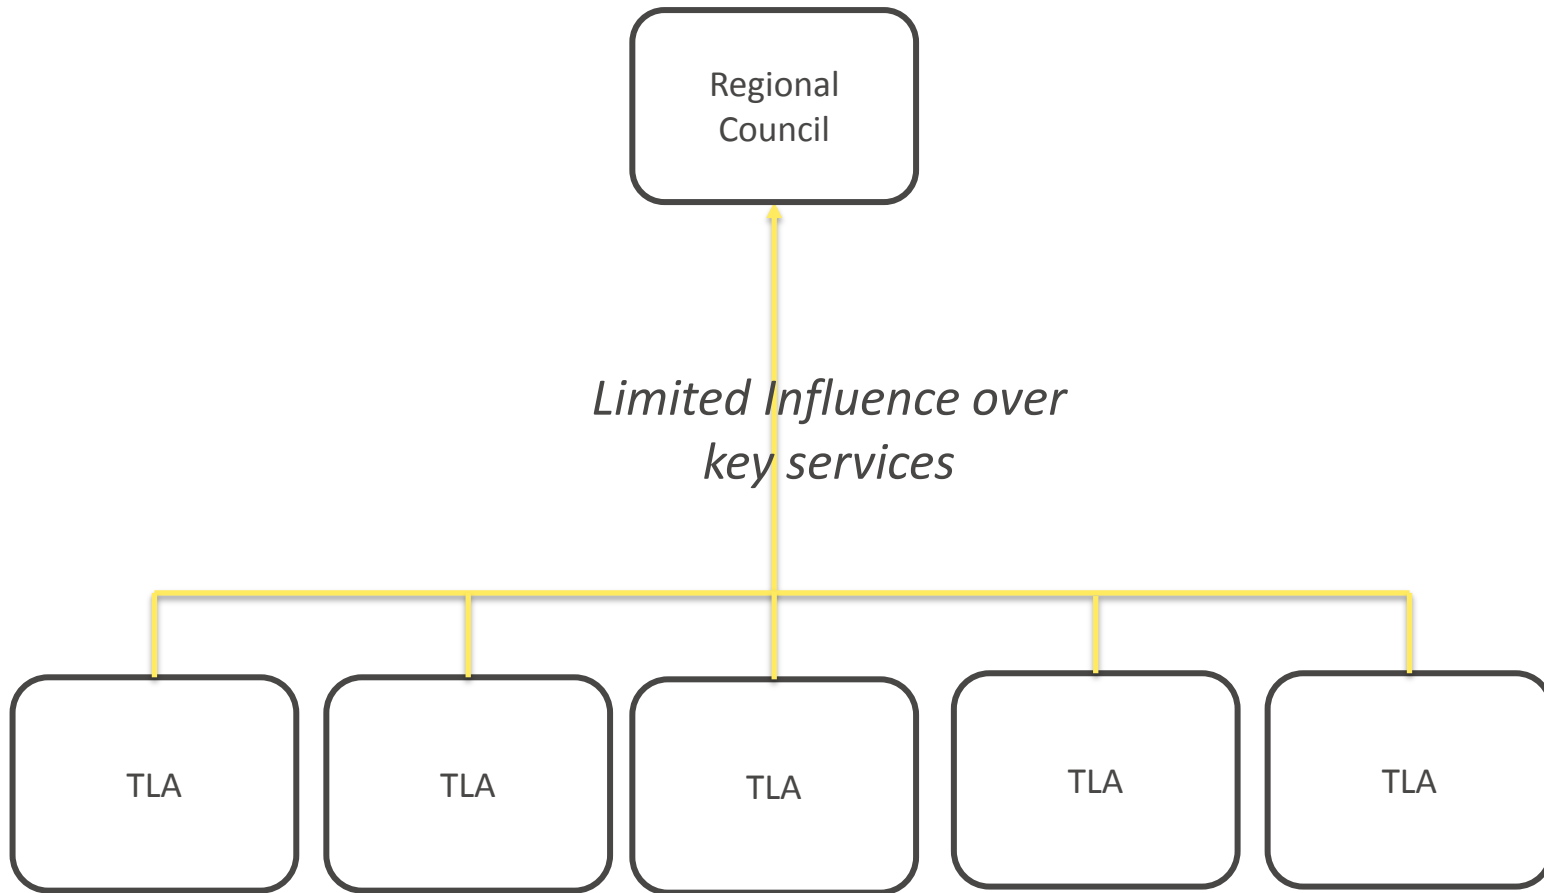 Regional
Council
Limited Influence over
key services
TLA
TLA
TLA
TLA
TLA